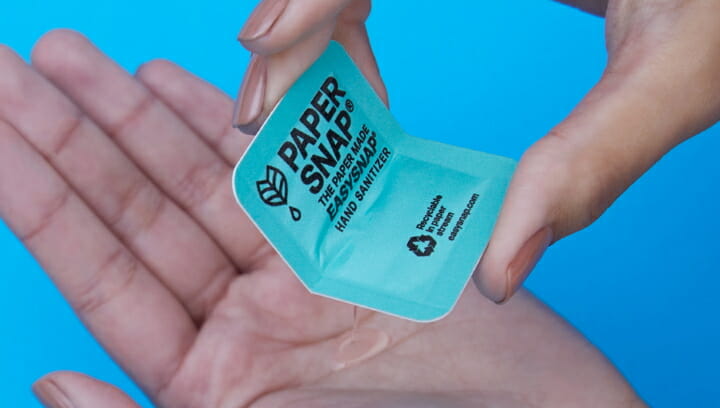 PAPER
SNAP®
THE PAPER MADE
EASYSNAP®
HAND SANITIZER
Recyclable
in paper
stream
easysnap.com